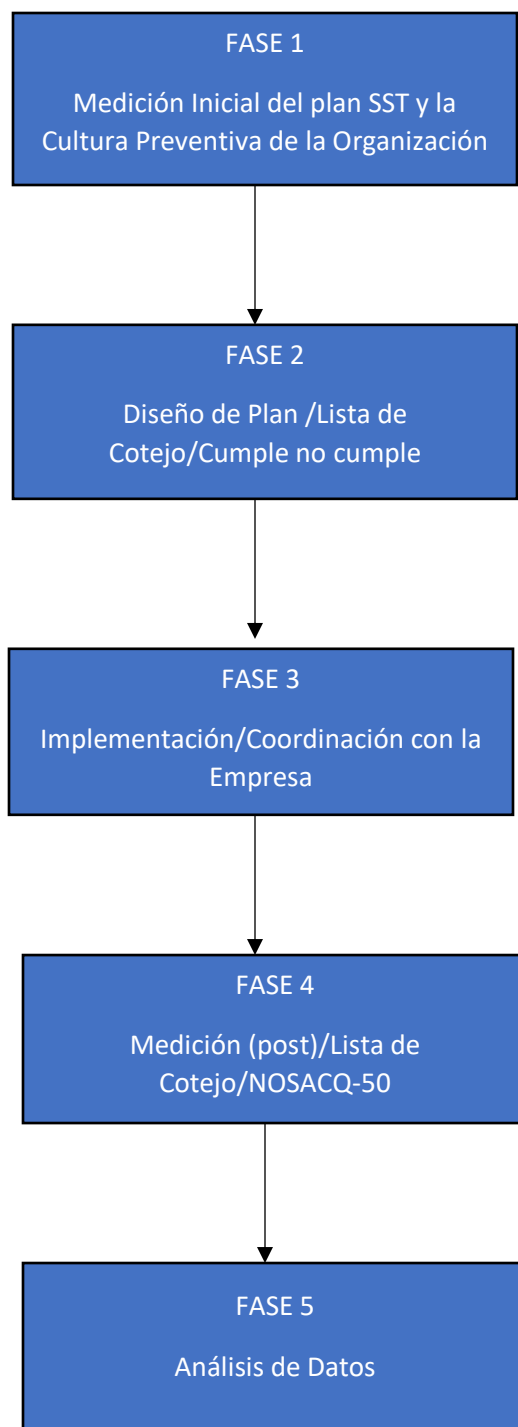 FASE 1
Medición Inicial del plan SST y la
Cultura Preventiva de la Organización
FASE 2
Diseño de Plan /Lista de
Cotejo/Cumple no cumple
FASE 3
Implementación/Coordinación con la
Empresa
FASE 4
Medición (post)/Lista de
Cotejo/NOSACQ-50
FASE 5
Análisis de Datos